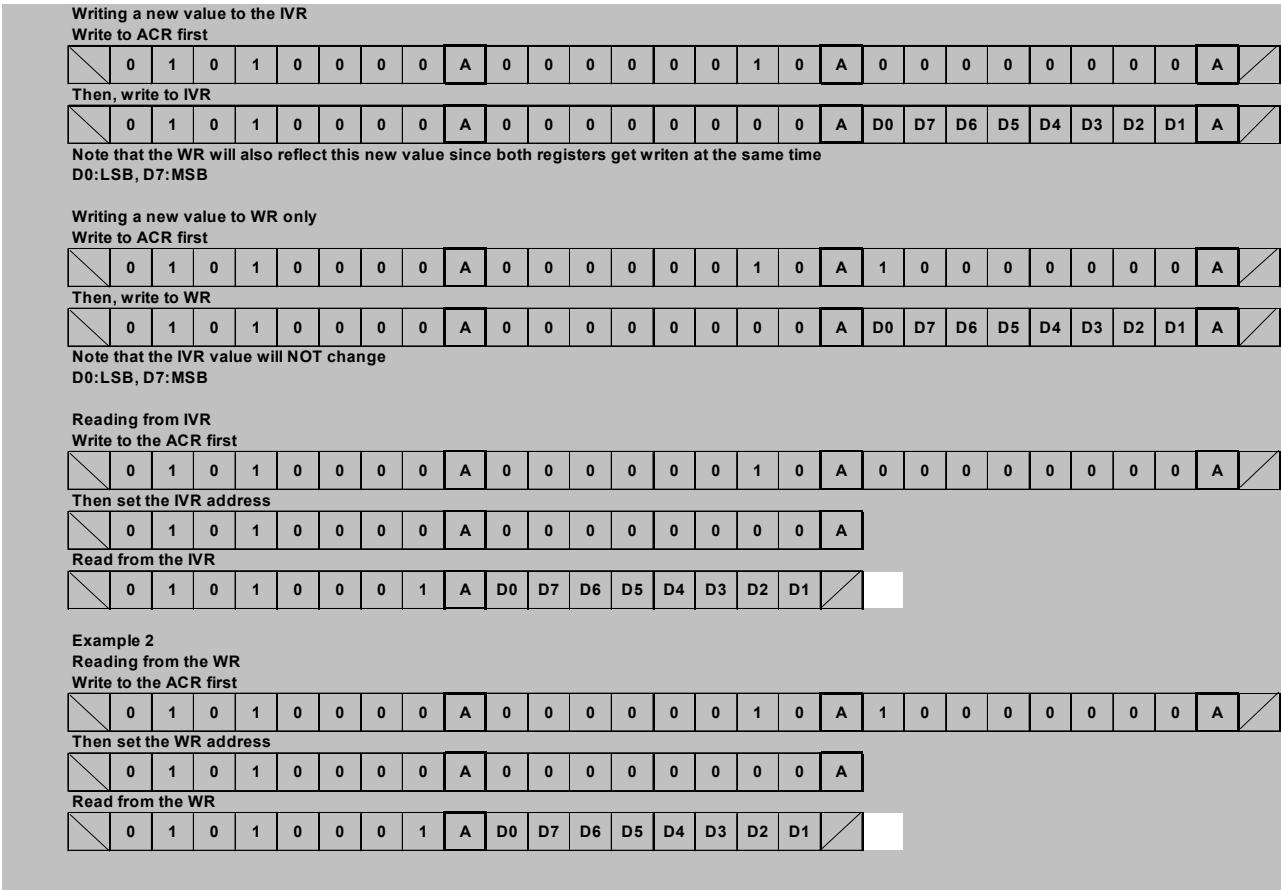 Writing a new value to the IVR
Write to ACR first
0 1 0 1 0 0 0 0 A 0 0 0 0 0 0 1 0 A 0 0 0 0 0 0 0 0 A
Then, write to IVR
0 1 0 1 0 0 0 0 A 0 0 0 0 0 0 0 0 A D0 D7 D6 D5 D4 D3 D2 D1 A
Note that the WR will also reflect this new value since both registers get writen at the same time
D0:LSB, D7:MSB
Writing a new value to WR only
Write to ACR first
0 1 0 1 0 0 0 0 A 0 0 0 0 0 0 1 0 A 1 0 0 0 0 0 0 0 A
Then, write to WR
0 1 0 1 0 0 0 0 A 0 0 0 0 0 0 0 0 A D0 D7 D6 D5 D4 D3 D2 D1 A
Note that the IVR value will NOT change
D0:LSB, D7:MSB
Reading from IVR
Write to the ACR first
0 1 0 1 0 0 0 0 A 0 0 0 0 0 0 1 0 A 0 0 0 0 0 0 0 0 A
Then set the IVR address
0 1 0 1 0 0 0 0 A 0 0 0 0 0 0 0 0 A
Read from the IVR
0 1 0 1 0 0 0 1 A D0 D7 D6 D5 D4 D3 D2 D1
Example 2
Reading from the WR
Write to the ACR first
0 1 0 1 0 0 0 0 A 0 0 0 0 0 0 1 0 A 1 0 0 0 0 0 0 0 A
Then set the WR address
0 1 0 1 0 0 0 0 A 0 0 0 0 0 0 0 0 A
Read from the WR
0 1 0 1 0 0 0 1 A D0 D7 D6 D5 D4 D3 D2 D1